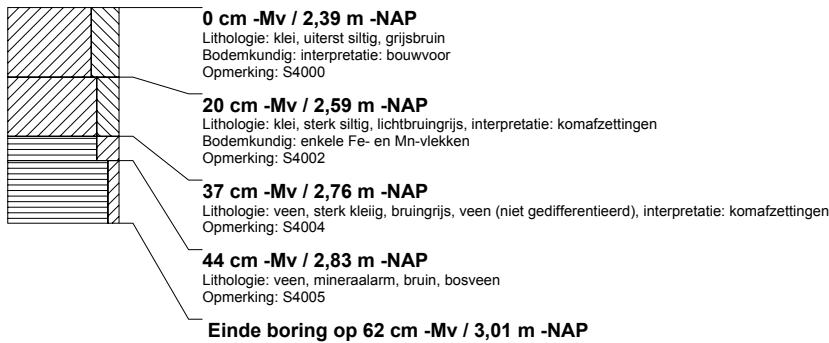 0 cm -Mv / 2,39 m -NAP
Lithologie: klei, uiterst siltig, grijsbruin
Bodemkundig: interpretatie: bouwvoor
Opmerking: S4000
20 cm -Mv / 2,59 m -NAP
Lithologie: klei, sterk siltig, lichtbruingrijs, interpretatie: komafzettingen
Bodemkundig: enkele Fe- en Mn-vlekken
Opmerking: S4002
37 cm -Mv / 2,76 m -NAP
Lithologie: veen, sterk kleiig, bruingrijs, veen (niet gedifferentieerd), interpretatie: komafzettingen
Opmerking: S4004
44 cm -Mv / 2,83 m -NAP
Lithologie: veen, mineraalarm, bruin, bosveen
Opmerking: S4005
Einde boring op 62 cm -Mv / 3,01 m -NAP